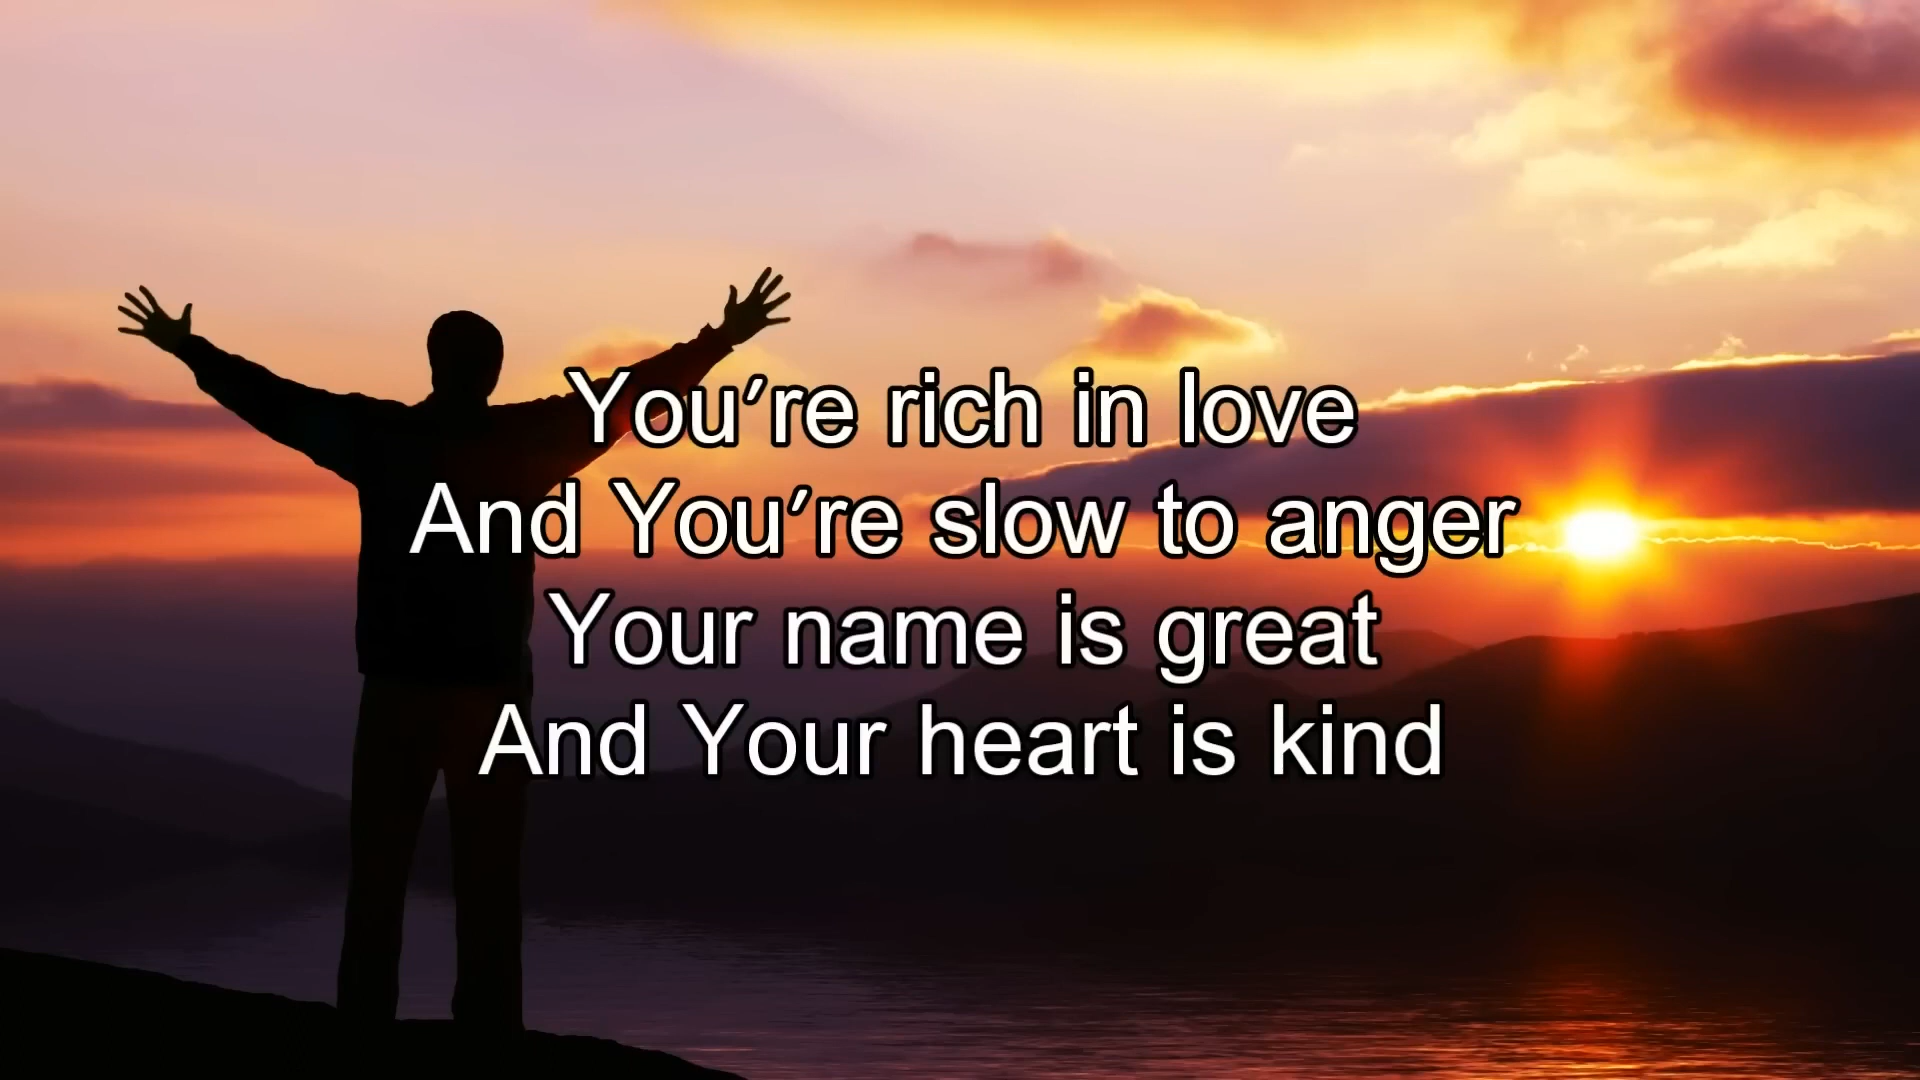 You're rich in love
And You're slow to anger
Your name is great
And Your heart is kind